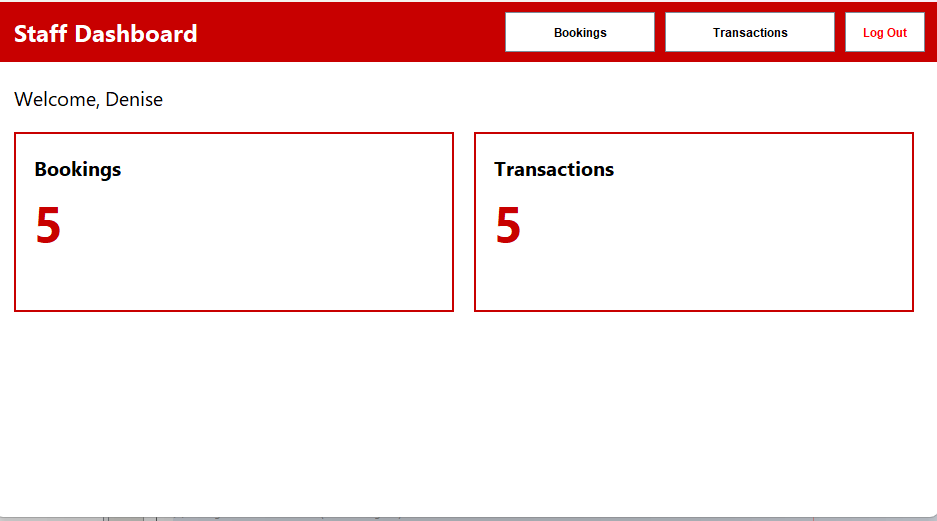 Staff Dashboard
Bookings
Transactions
Log Out
Welcome, Denise
Bookings
Transactions
5
5